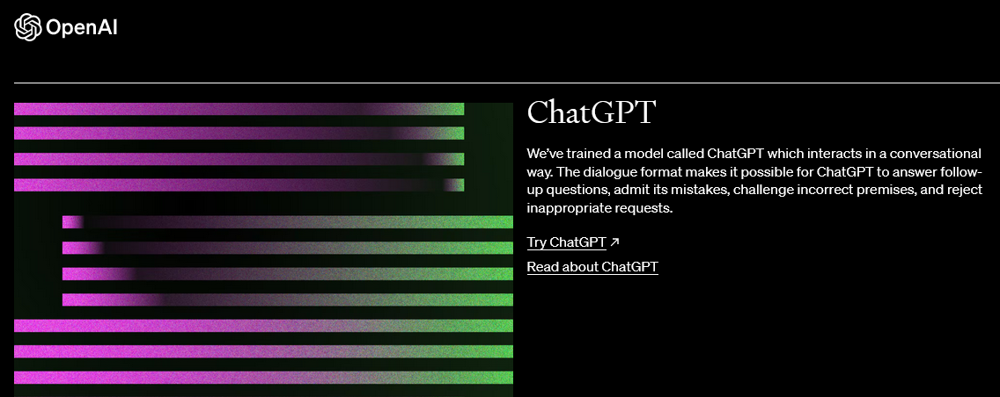 OpenAI
ChatGPT
We’ve trained a model called ChatGPT which interacts in a conversational
way. The dialogue format makes it possible for ChatGPT to answer follow-
up questions, admit its mistakes, challenge incorrect premises, and reject
inappropriate requests.
Try ChatGPT ↗
Read about ChatGPT